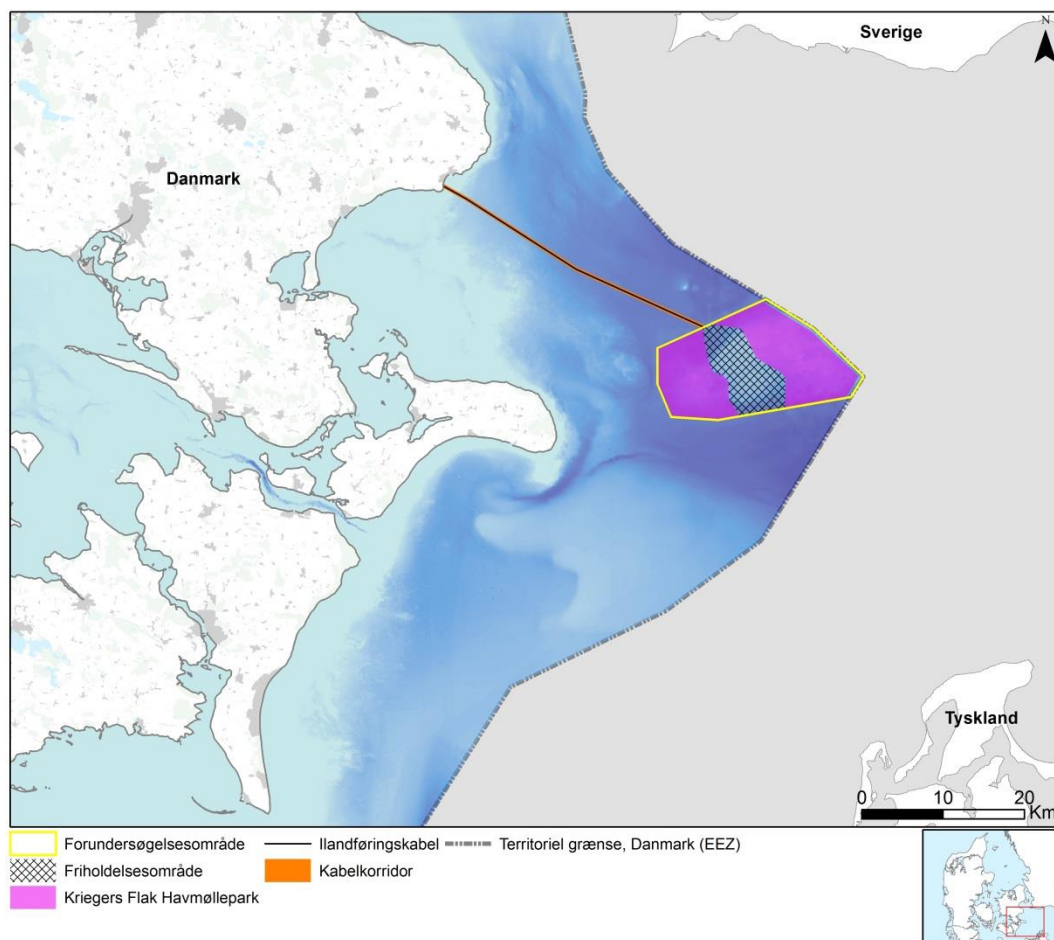 Sverige
N
Danmark
Tyskland
0 10 20
Km
Forundersøgelsesområde
Ilandføringskabel
Territoriel grænse, Danmark (EEZ)
Friholdelsesområde
Kabelkorridor
Kriegers Flak Havmøllepark